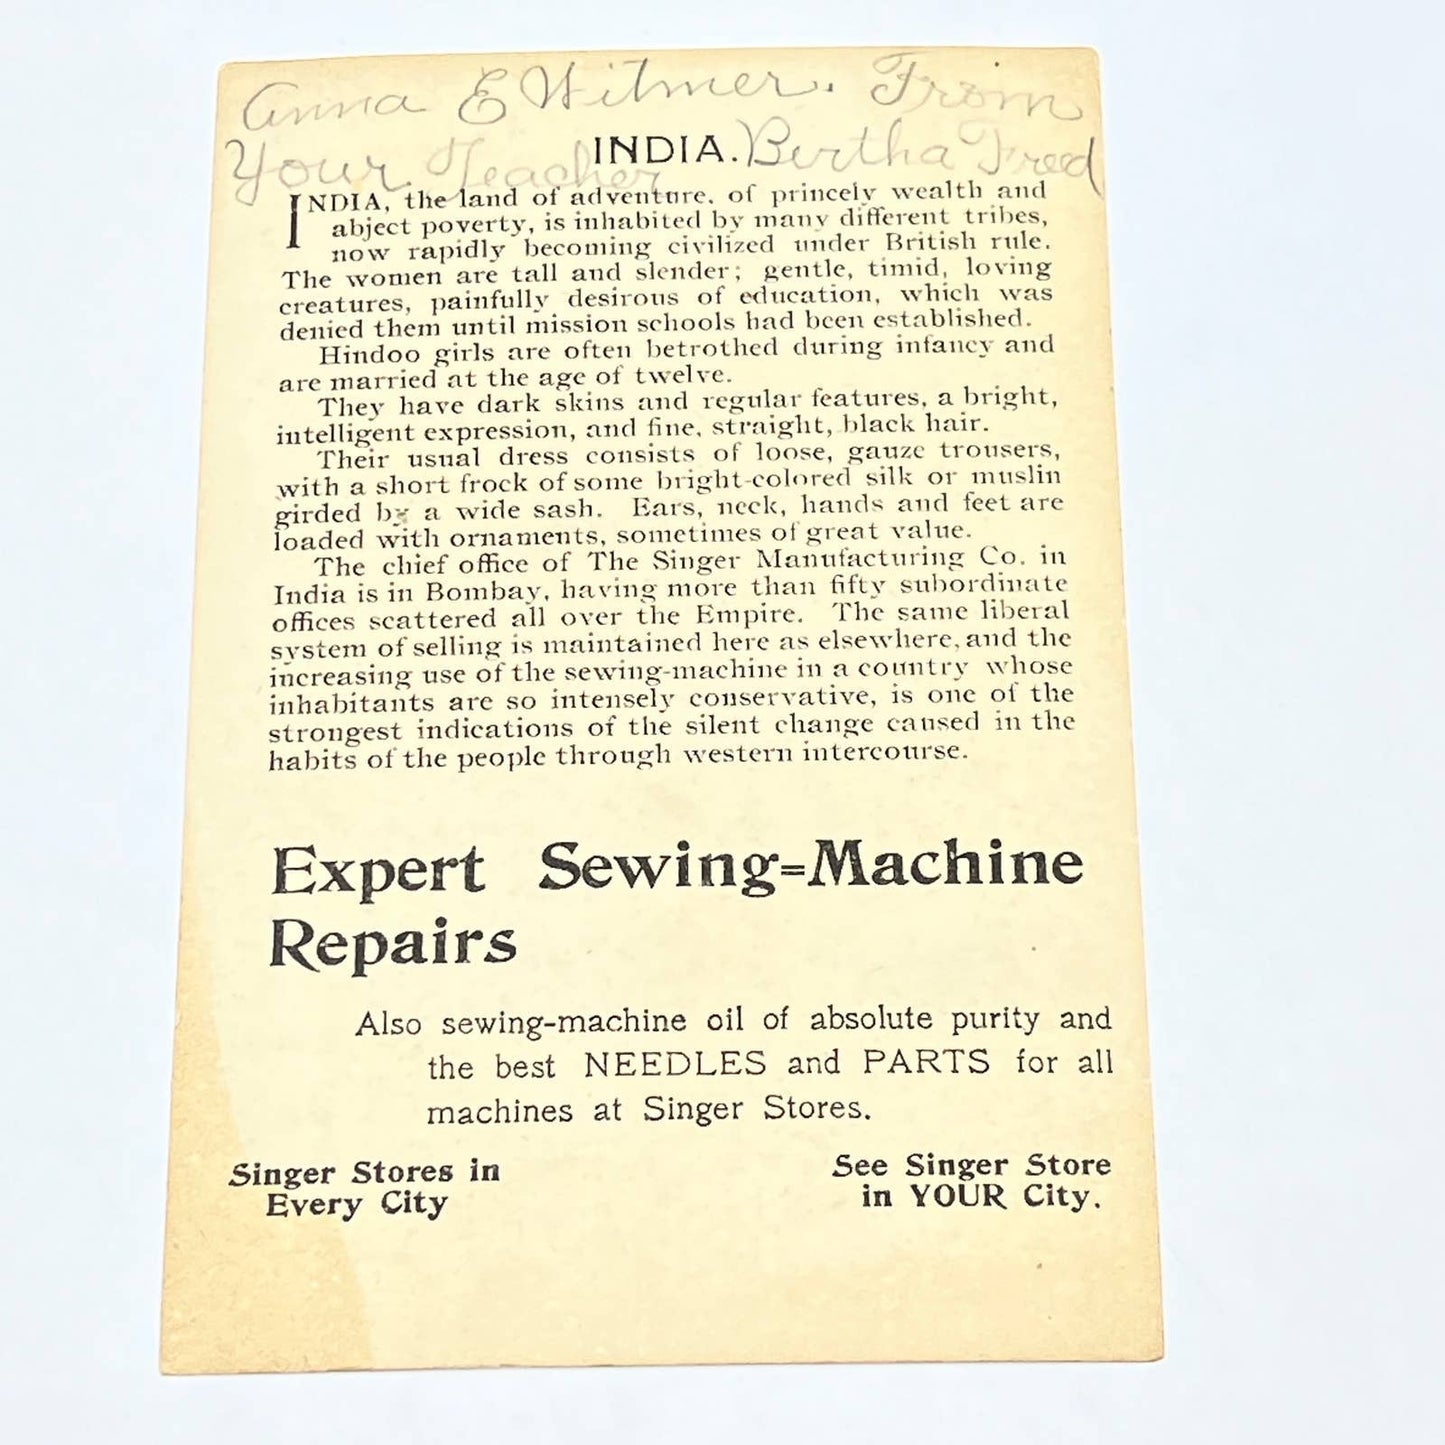 Anna E Witmer. From
Your Teacher Bertha Freed
INDIA.
INDIA, the land of adventure, of princely wealth and
abject poverty, is inhabited by many different tribes,
now rapidly becoming civilized under British rule.
The women are tall and slender; gentle, timid, loving
creatures, painfully desirous of education, which was
denied them until mission schools had been established.
Hindoo girls are often betrothed during infancy and
are married at the age of twelve.
They have dark skins and regular features, a bright,
intelligent expression, and fine, straight, black hair.
Their usual dress consists of loose, gauze trousers,
with a short frock of some bright-colored silk or muslin
girded by a wide sash. Ears, neck, hands and feet are
loaded with ornaments, sometimes of great value.
The chief office of The Singer Manufacturing Co. in
India is in Bombay, having more than fifty subordinate
offices scattered all over the Empire. The same liberal
system of selling is maintained here as elsewhere, and the
increasing use of the sewing-machine in a country whose
inhabitants are so intensely conservative, is one of the
strongest indications of the silent change caused in the
habits of the people through western intercourse.
Expert Sewing=Machine
Repairs
Also sewing-machine oil of absolute purity and
the best NEEDLES and PARTS for all
machines at Singer Stores.
Singer Stores in
Every City
See Singer Store
in YOUR City.